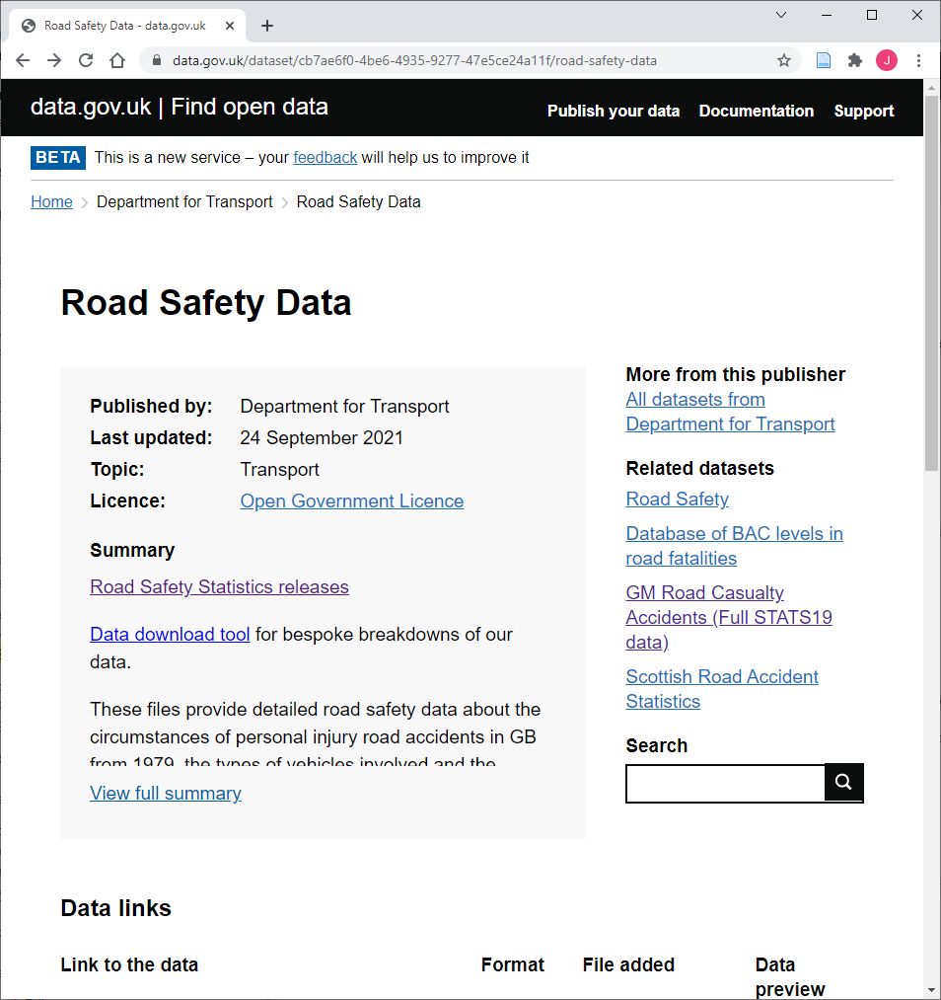 Road Safety Data - data.gov.uk
data.gov.uk/dataset/cb7ae6f0-4be6-4935-9277-47e5ce24a11f/road-safety-data
J
data.gov.uk | Find open data
Publish your data Documentation Support
BETA This is a new service – your feedback will help us to improve it
Home > Department for Transport > Road Safety Data
Road Safety Data
Published by: Department for Transport
Last updated: 24 September 2021
Topic: Transport
Licence: Open Government Licence
Summary
Road Safety Statistics releases
Data download tool for bespoke breakdowns of our
data.
These files provide detailed road safety data about the
circumstances of personal injury road accidents in GB
from 1979, the types of vehicles involved and the
View full summary
More from this publisher
All datasets from
Department for Transport
Related datasets
Road Safety
Database of BAC levels in
road fatalities
GM Road Casualty
Accidents (Full STATS19
data)
Scottish Road Accident
Statistics
Search
Data links
Link to the data Format File added Data
preview